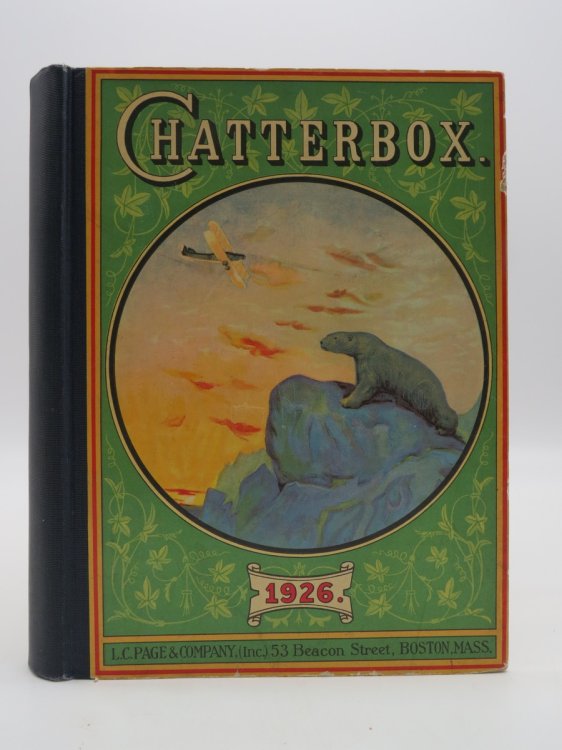 CHATTERBOX.
1926.
L.C. PAGE & COMPANY, (Inc.) 53 Beacon Street, BOSTON, MASS.